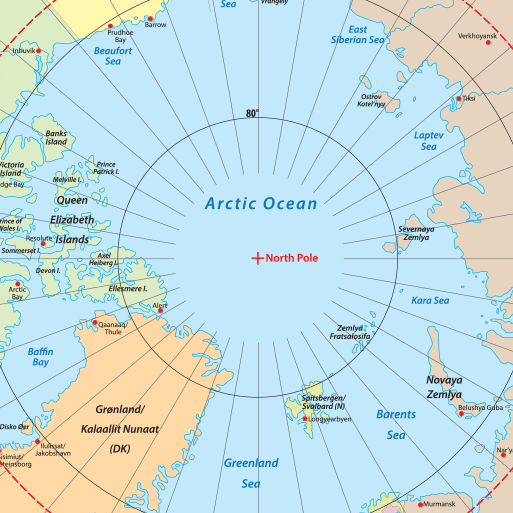 Sea
Vrangely
Barrow
Prudhoe
Bay
Beaufort
Sea
Inuvik
East
Siberian Sea
Verkhoyansk
Ostrov
Kotel'nyy
Tiksi
80°
Laptev
Sea
Banks
Island
Victoria
Island
Prince
Patrick I.
Melville I.
Queen
Elizabeth
Islands
Resolute
Somerset I.
Devon I.
Axel
Heiberg I.
Ellesmere I.
Arctic
Bay
Alert
Arctic Ocean
North Pole
Severnaya
Zemlya
Kara Sea
Zemlya
Fratsalosifa
Qaanaaq/
Thule
Baffin
Bay
Novaya
Zemlya
Belushya Guba
Spitsbergen/
Svalbard (N)
Longyearbyen
Barents
Sea
Grønland/
Kalaallit Nunaat
(DK)
Disko Øer
Ilulissat/
Jakobshavn
Greenland
Sea
Murmansk
Nar'y